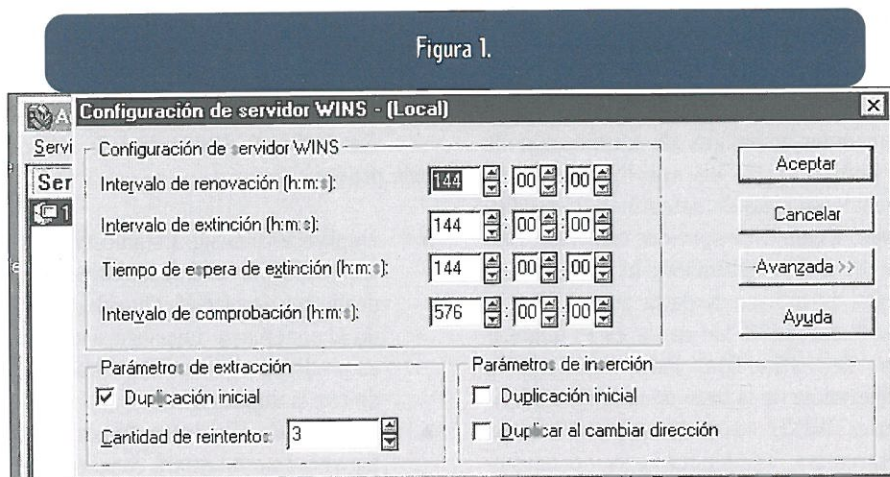 Figura 1.
Configuración de servidor WINS - (Local)
Servi
Ser
1
Configuración de servidor WINS
Intervalo de renovación (h:m:s): 144 : 00 : 00
Intervalo de extinción (h:m:s): 144 : 00 : 00
Tiempo de espera de extinción (h:m:s): 144 : 00 : 00
Intervalo de comprobación (h:m:s): 576 : 00 : 00
Aceptar
Cancelar
Avanzada >>
Ayuda
Parámetros de extracción
Duplicación inicial
Cantidad de reintentos: 3
Parámetros de inserción
Duplicación inicial
Duplicar al cambiar dirección